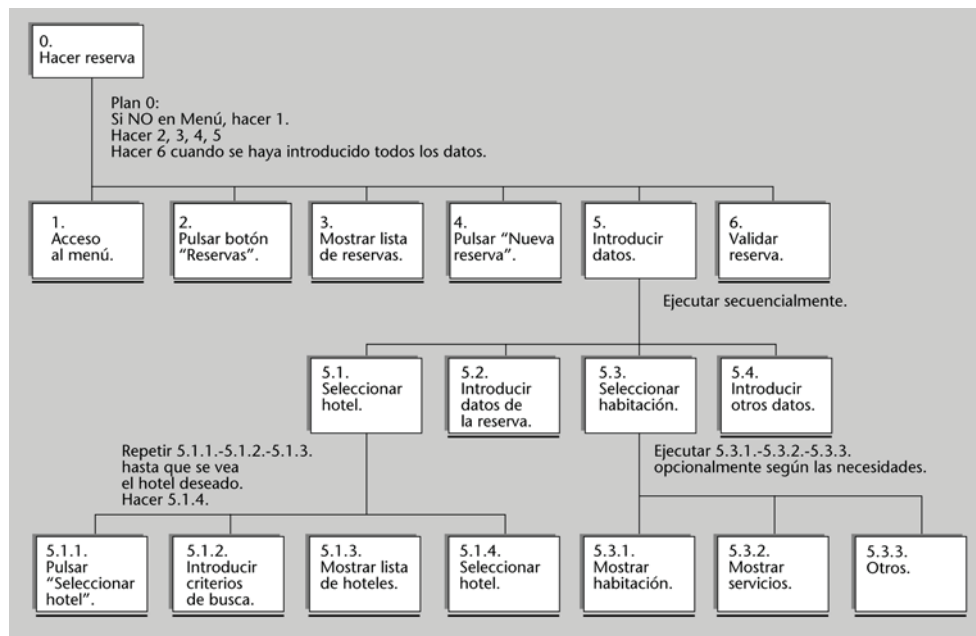 0.
Hacer reserva
Plan 0:
Si NO en Menú, hacer 1.
Hacer 2, 3, 4, 5
Hacer 6 cuando se haya introducido todos los datos.
1.
Acceso
al menú.
2.
Pulsar botón
“Reservas”.
3.
Mostrar lista
de reservas.
4.
Pulsar “Nueva
reserva”.
5.
Introducir
datos.
6.
Validar
reserva.
Ejecutar secuencialmente.
5.1.
Seleccionar
hotel.
5.2.
Introducir
datos de
la reserva.
5.3.
Seleccionar
habitación.
5.4.
Introducir
otros datos.
Repetir 5.1.1.-5.1.2.-5.1.3.
hasta que se vea
el hotel deseado.
Hacer 5.1.4.
Ejecutar 5.3.1.-5.3.2.-5.3.3.
opcionalmente según las necesidades.
5.1.1.
Pulsar
“Seleccionar
hotel”.
5.1.2.
Introducir
criterios
de busca.
5.1.3.
Mostrar lista
de hoteles.
5.1.4.
Seleccionar
hotel.
5.3.1.
Mostrar
habitación.
5.3.2.
Mostrar
servicios.
5.3.3.
Otros.